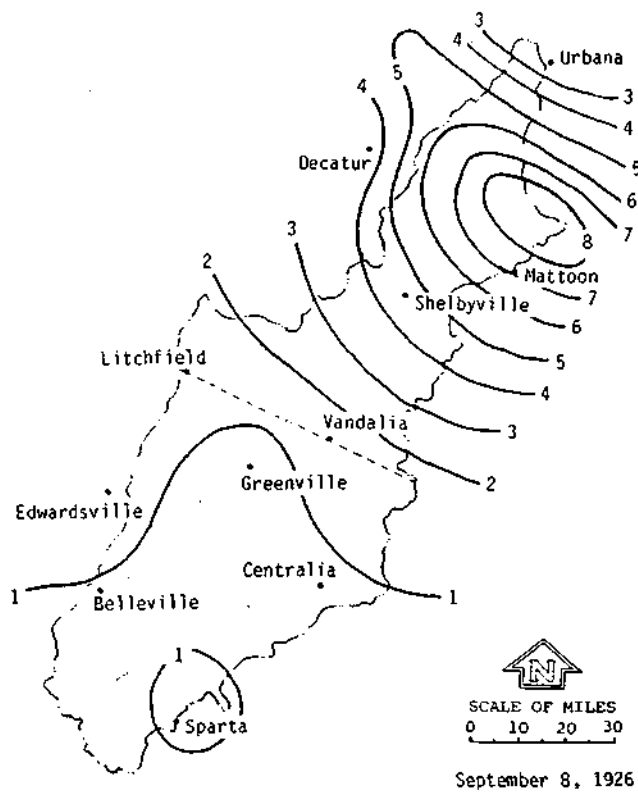 3
4
Urbana
5
4
3
4
Decatur
5
6
7
3
8
2
Mattoon
Shelbyville
7
6
Litchfield
5
4
Vandalia
3
Greenville
2
Edwardsville
Centralia
1
Belleville
1
1
N
SCALE OF MILES
Sparta
0 10 20 30
September 8, 1926